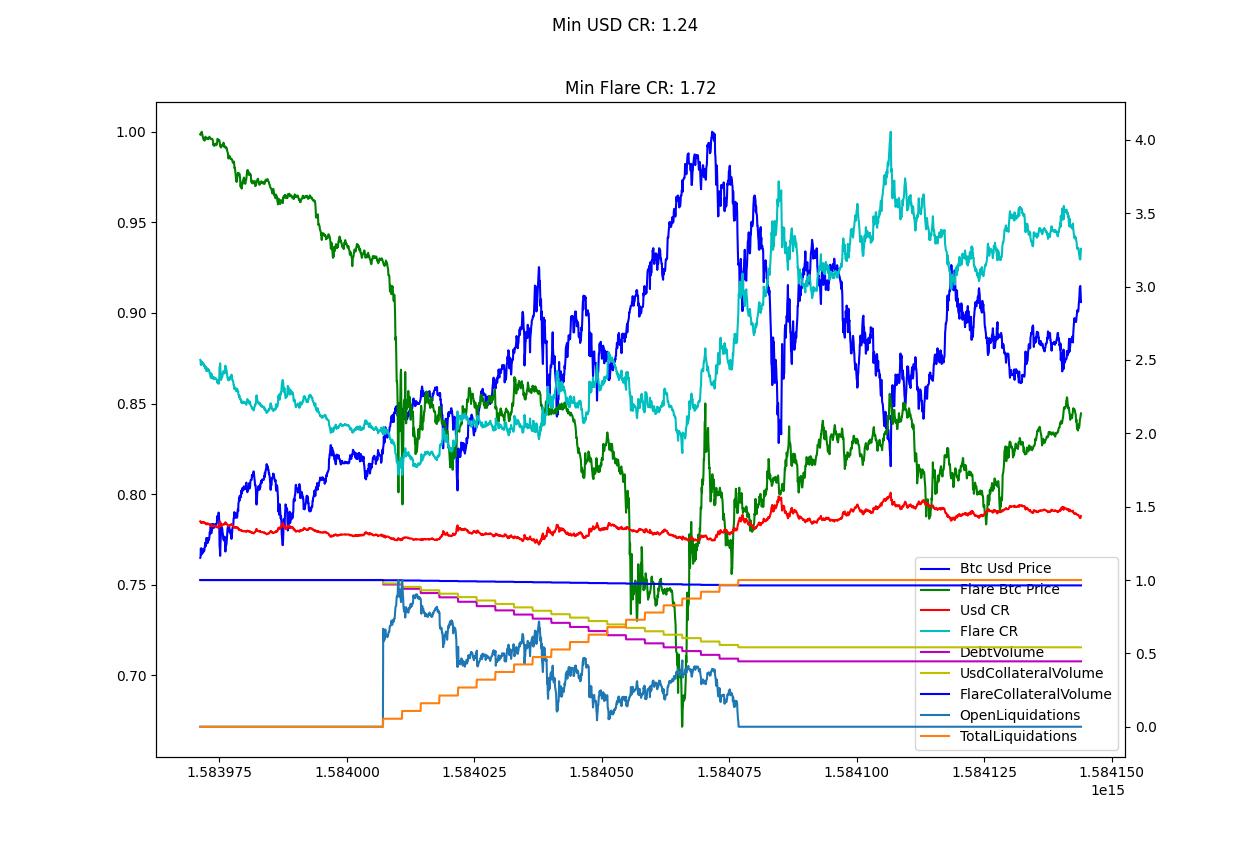 Min USD CR: 1.24
Min Flare CR: 1.72
1.00
0.95
0.90
0.85
0.80
0.75
0.70
4.0
3.5
3.0
2.5
2.0
1.5
1.0
0.5
0.0
Btc Usd Price
Flare Btc Price
Usd CR
Flare CR
DebtVolume
UsdCollateralVolume
FlareCollateralVolume
OpenLiquidations
TotalLiquidations
1.583975 1.584000 1.584025 1.584050 1.584075 1.584100 1.584125 1.584150
1e15